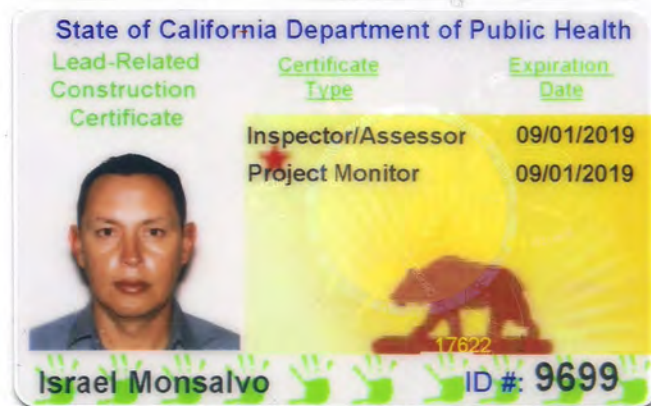 State of California Department of Public Health
Lead-Related
Construction
Certificate
Certificate
Type
Expiration
Date
Inspector/Assessor 09/01/2019
Project Monitor 09/01/2019
17622
Israel Monsalvo ID #: 9699